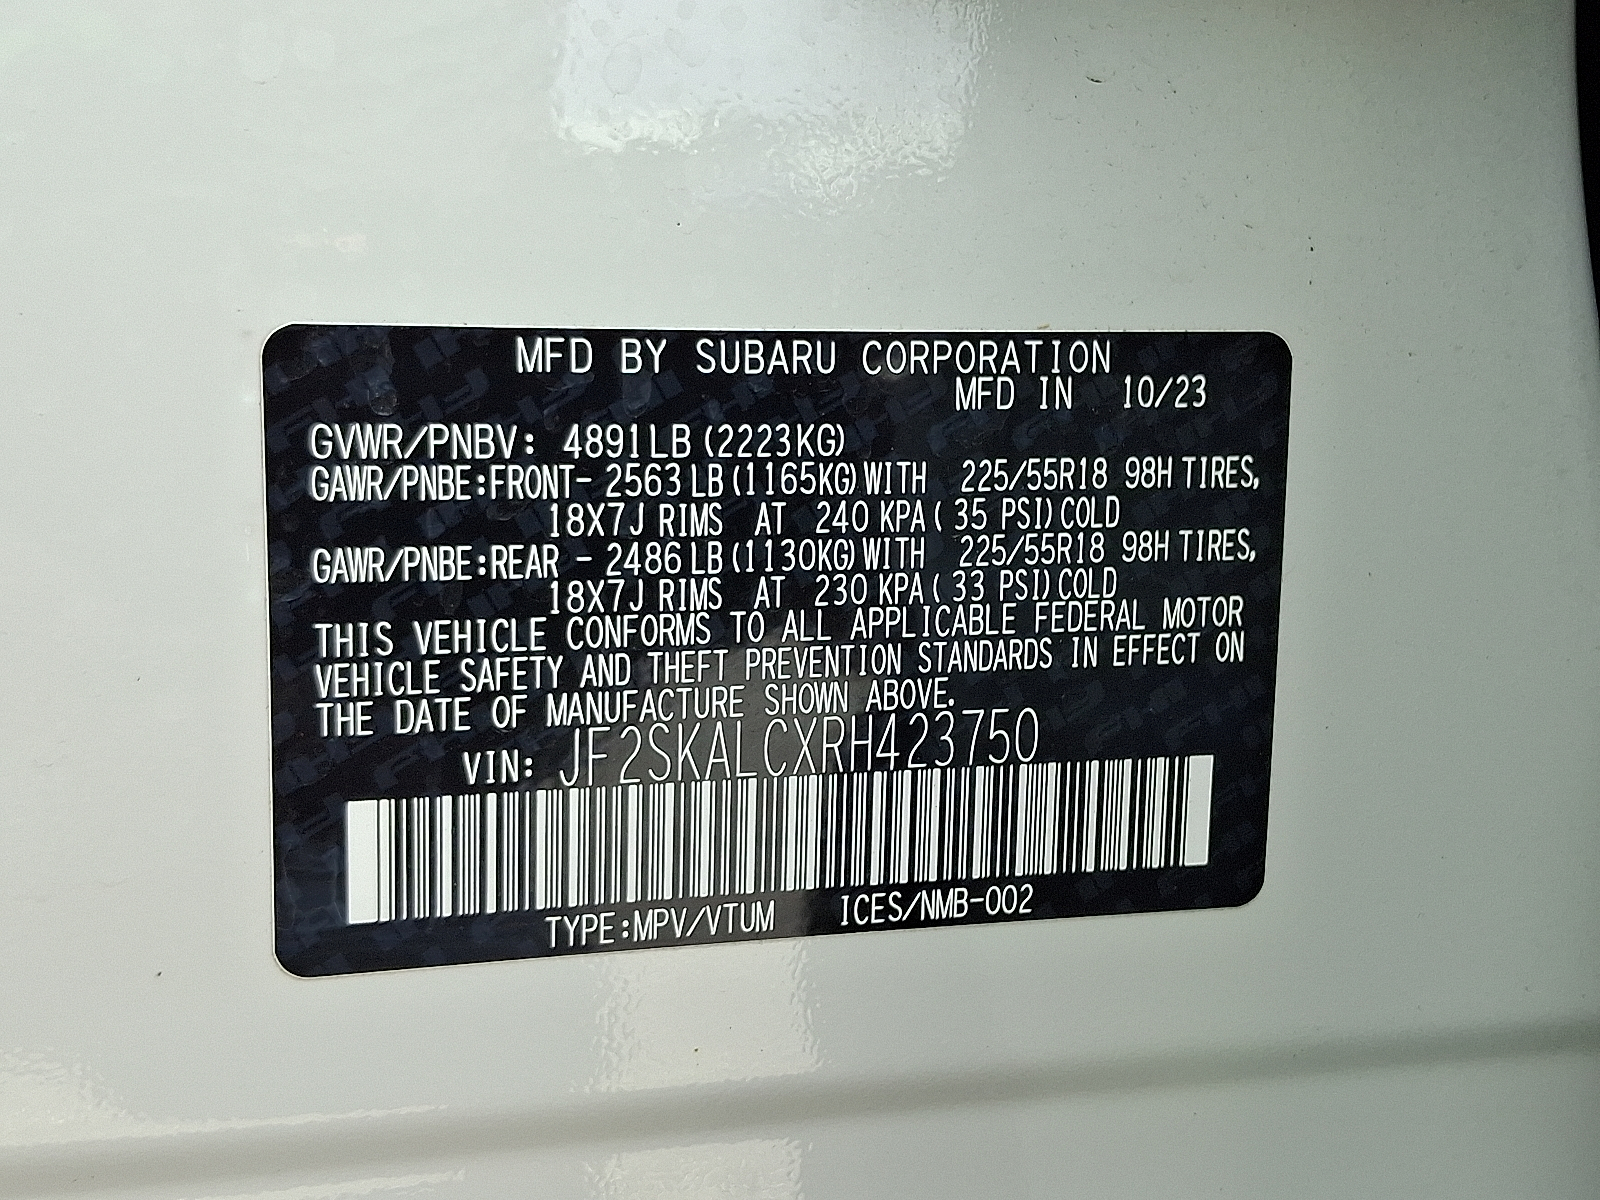 MFD BY SUBARU CORPORATION
MFD IN 10/23
GVWR/PNBV: 4891LB (2223KG)
GAWR/PNBE:FRONT- 2563 LB (1165KG) WITH 225/55R18 98H TIRES,
18X7J RIMS AT 240 KPA ( 35 PSI) COLD
GAWR/PNBE:REAR - 2486 LB (1130KG) WITH 225/55R18 98H TIRES,
18X7J RIMS AT 230 KPA ( 33 PSI) COLD
THIS VEHICLE CONFORMS TO ALL APPLICABLE FEDERAL MOTOR
VEHICLE SAFETY AND THEFT PREVENTION STANDARDS IN EFFECT ON
THE DATE OF MANUFACTURE SHOWN ABOVE.
VIN: JF2SKALCXRH423750
TYPE:MPV/VTUM ICES/NMB-002